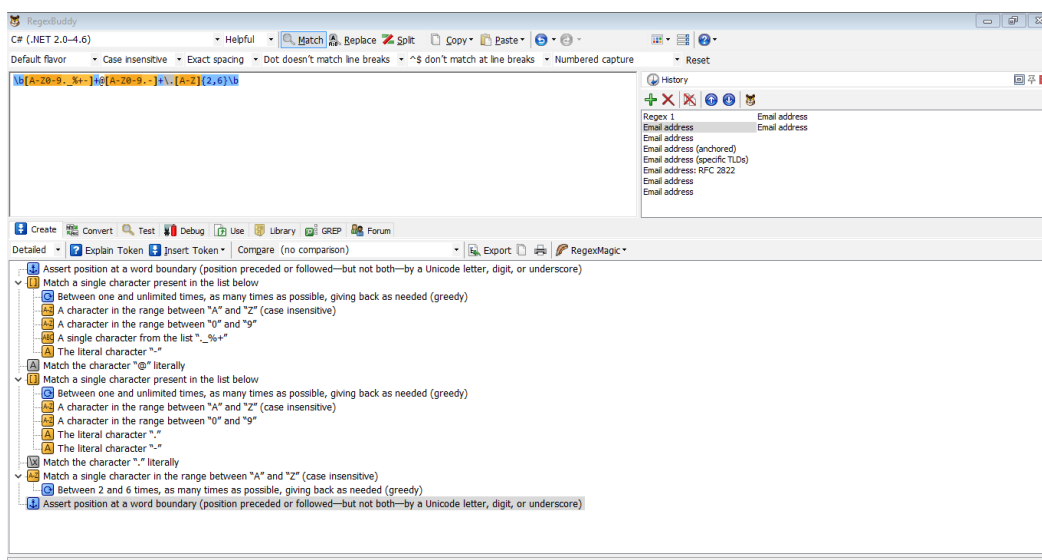 RegexBuddy
C# (.NET 2.0–4.6) Helpful Match Replace Split Copy Paste
Default flavor Case insensitive Exact spacing Dot doesn't match line breaks ^$ don't match at line breaks Numbered capture Reset
\b[A-Z0-9._%+-]+@[A-Z0-9.-]+\.[A-Z]{2,6}\b
History
Regex 1 Email address
Email address Email address
Email address
Email address (anchored)
Email address (specific TLDs)
Email address: RFC 2822
Email address
Email address
Create Convert Test Debug Use Library GREP Forum
Detailed Explain Token Insert Token Compare (no comparison) Export RegexMagic
Assert position at a word boundary (position preceded or followed—but not both—by a Unicode letter, digit, or underscore)
Match a single character present in the list below
Between one and unlimited times, as many times as possible, giving back as needed (greedy)
A character in the range between “A” and “Z” (case insensitive)
A character in the range between “0” and “9”
A single character from the list “._%+”
The literal character “-”
Match the character “@” literally
Match a single character present in the list below
Between one and unlimited times, as many times as possible, giving back as needed (greedy)
A character in the range between “A” and “Z” (case insensitive)
A character in the range between “0” and “9”
The literal character “.”
The literal character “-”
Match the character “.” literally
Match a single character in the range between “A” and “Z” (case insensitive)
Between 2 and 6 times, as many times as possible, giving back as needed (greedy)
Assert position at a word boundary (position preceded or followed—but not both—by a Unicode letter, digit, or underscore)